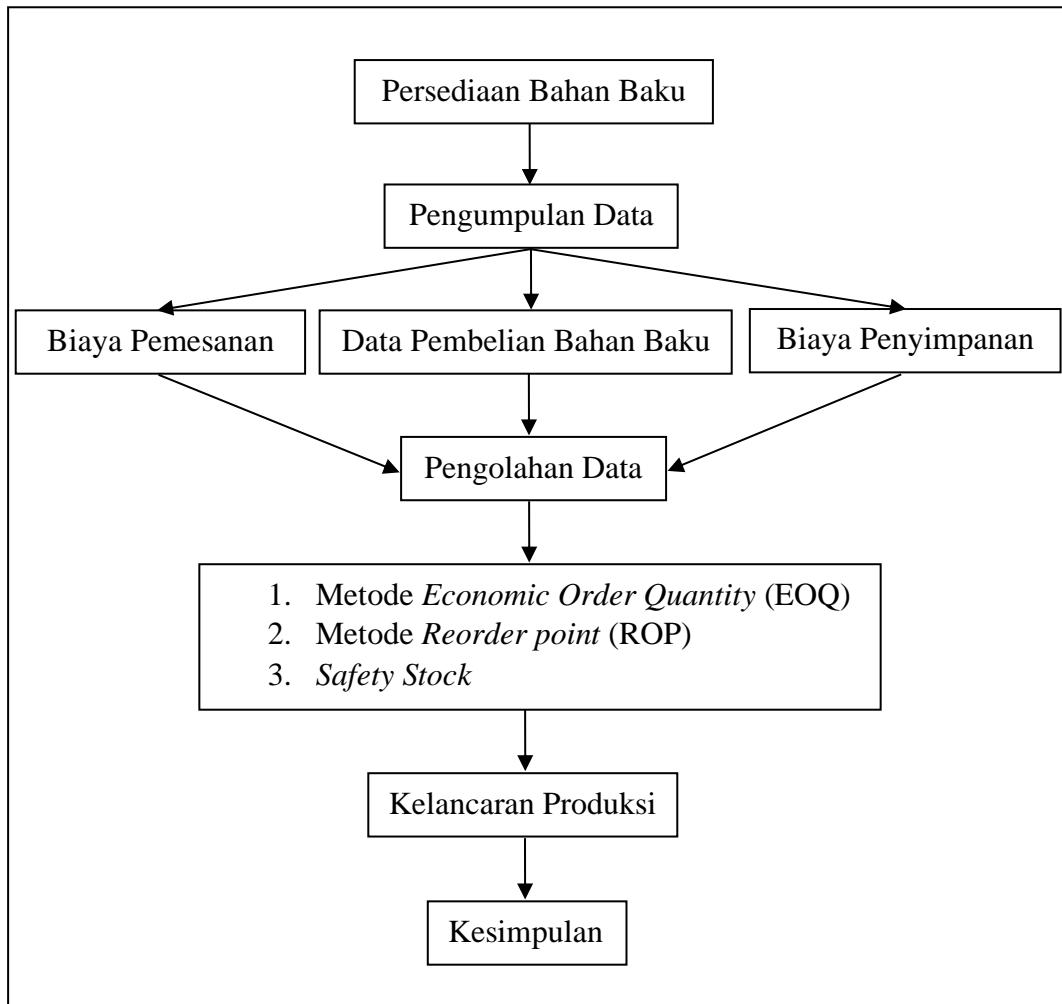 Persediaan Bahan Baku
Pengumpulan Data
Biaya Pemesanan
Data Pembelian Bahan Baku
Biaya Penyimpanan
Pengolahan Data
1. Metode Economic Order Quantity (EOQ)
2. Metode Reorder point (ROP)
3. Safety Stock
Kelancaran Produksi
Kesimpulan